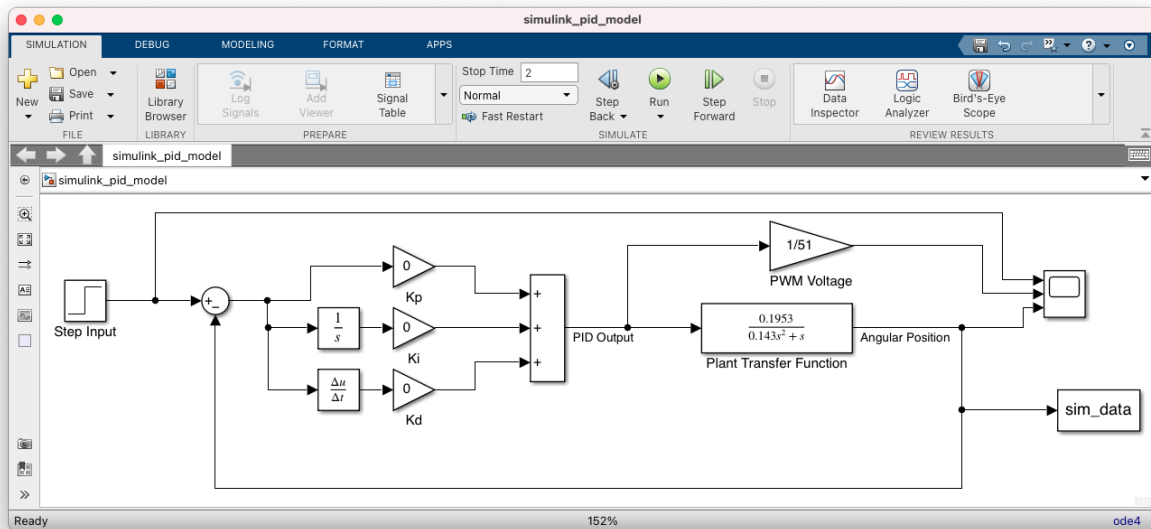 simulink_pid_model
SIMULATION DEBUG MODELING FORMAT APPS
New
Open
Save
Print
FILE
Library
Browser
LIBRARY
Log
Signals
Add
Viewer
Signal
Table
PREPARE
Stop Time 2
Normal
Fast Restart
Step
Back
Run
Step
Forward
Stop
SIMULATE
Data
Inspector
Logic
Analyzer
Bird's-Eye
Scope
REVIEW RESULTS
simulink_pid_model
simulink_pid_model
Step Input
+
−
0
Kp
1
s
0
Ki
Δu
Δt
0
Kd
+
+
+
PID Output
1/51
PWM Voltage
0.1953
0.143s² + s
Plant Transfer Function
Angular Position
sim_data
Ready 152% ode4